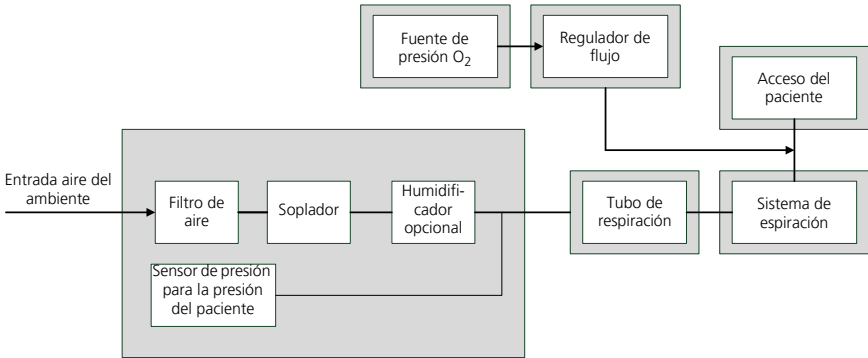 Fuente de
presión O₂
Regulador de
flujo
Acceso del
paciente
Entrada aire del
ambiente
Filtro de
aire
Soplador
Humidifi-
cador
opcional
Tubo de
respiración
Sistema de
espiración
Sensor de presión
para la presión
del paciente